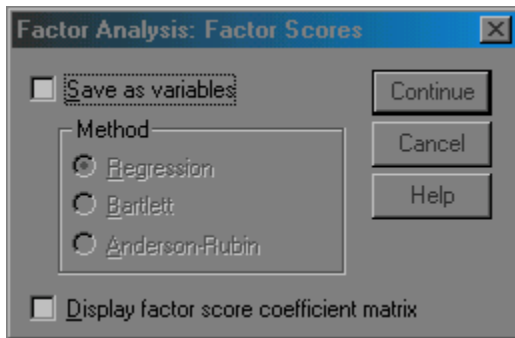 Factor Analysis: Factor Scores
Save as variables
Continue
Method
Cancel
Regression
Help
Bartlett
Anderson-Rubin
Display factor score coefficient matrix